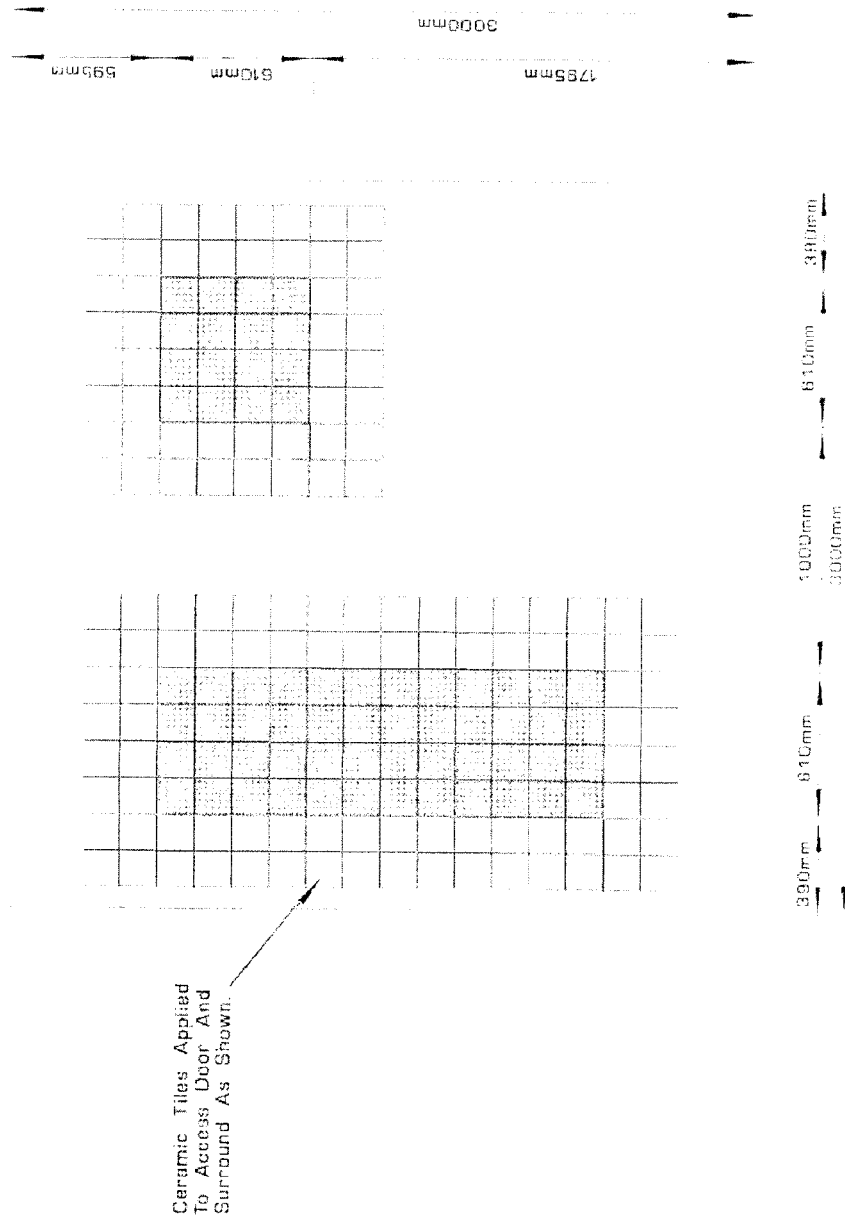 3000mm
595mm
610mm
1795mm
390mm
610mm
1000mm
3000mm
610mm
390mm
Ceramic Tiles Applied
To Access Door And
Surround As Shown.